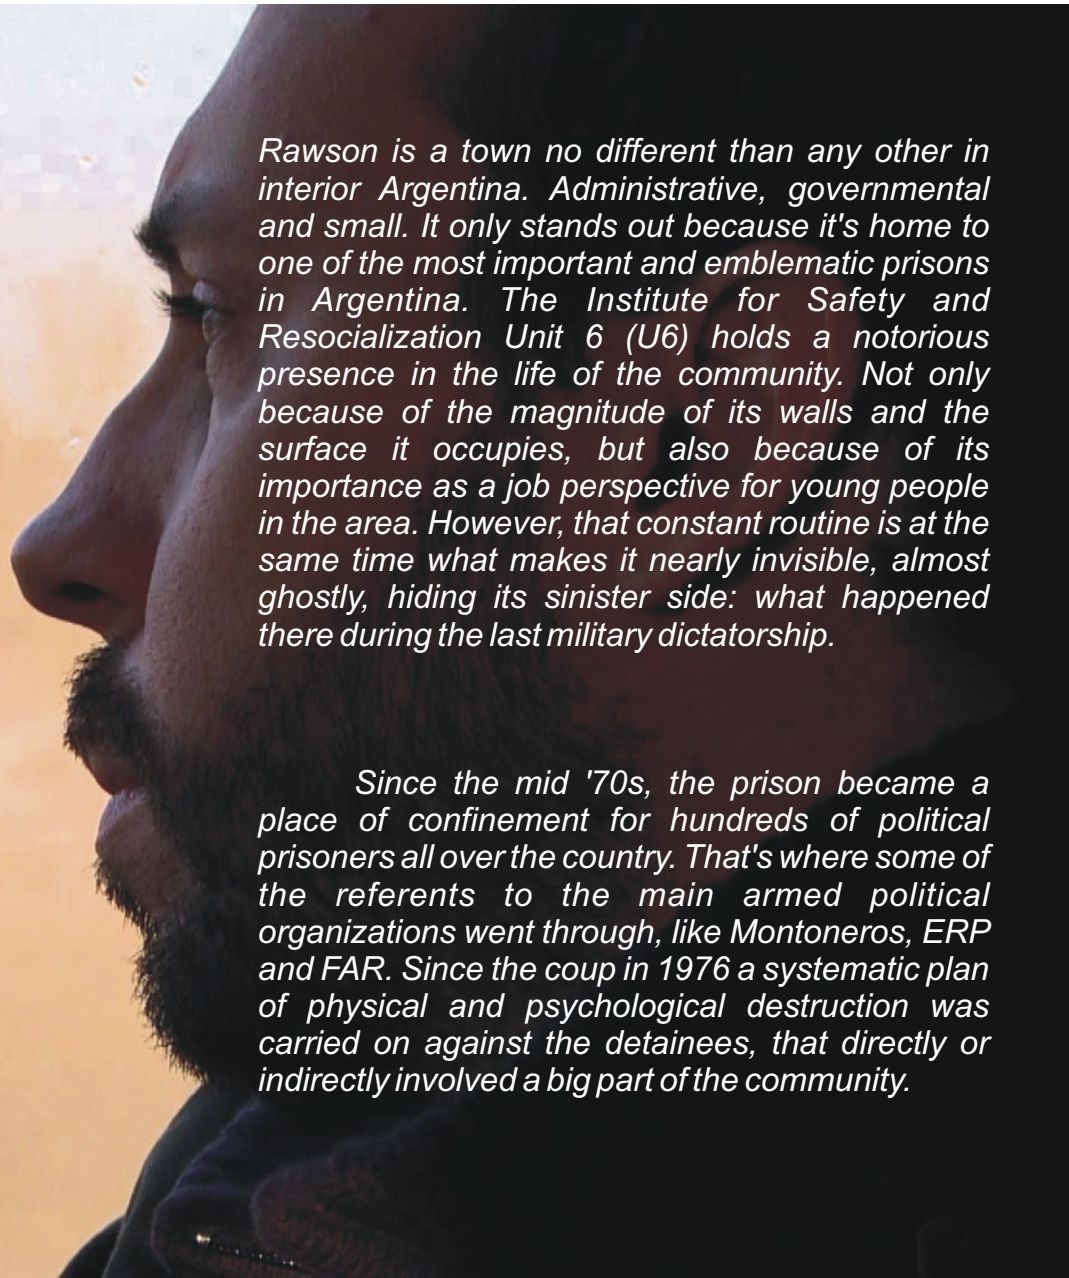 Rawson is a town no different than any other in
interior Argentina. Administrative, governmental
and small. It only stands out because it's home to
one of the most important and emblematic prisons
in Argentina. The Institute for Safety and
Resocialization Unit 6 (U6) holds a notorious
presence in the life of the community. Not only
because of the magnitude of its walls and the
surface it occupies, but also because of its
importance as a job perspective for young people
in the area. However, that constant routine is at the
same time what makes it nearly invisible, almost
ghostly, hiding its sinister side: what happened
there during the last military dictatorship.
Since the mid '70s, the prison became a
place of confinement for hundreds of political
prisoners all over the country. That's where some of
the referents to the main armed political
organizations went through, like Montoneros, ERP
and FAR. Since the coup in 1976 a systematic plan
of physical and psychological destruction was
carried on against the detainees, that directly or
indirectly involved a big part of the community.